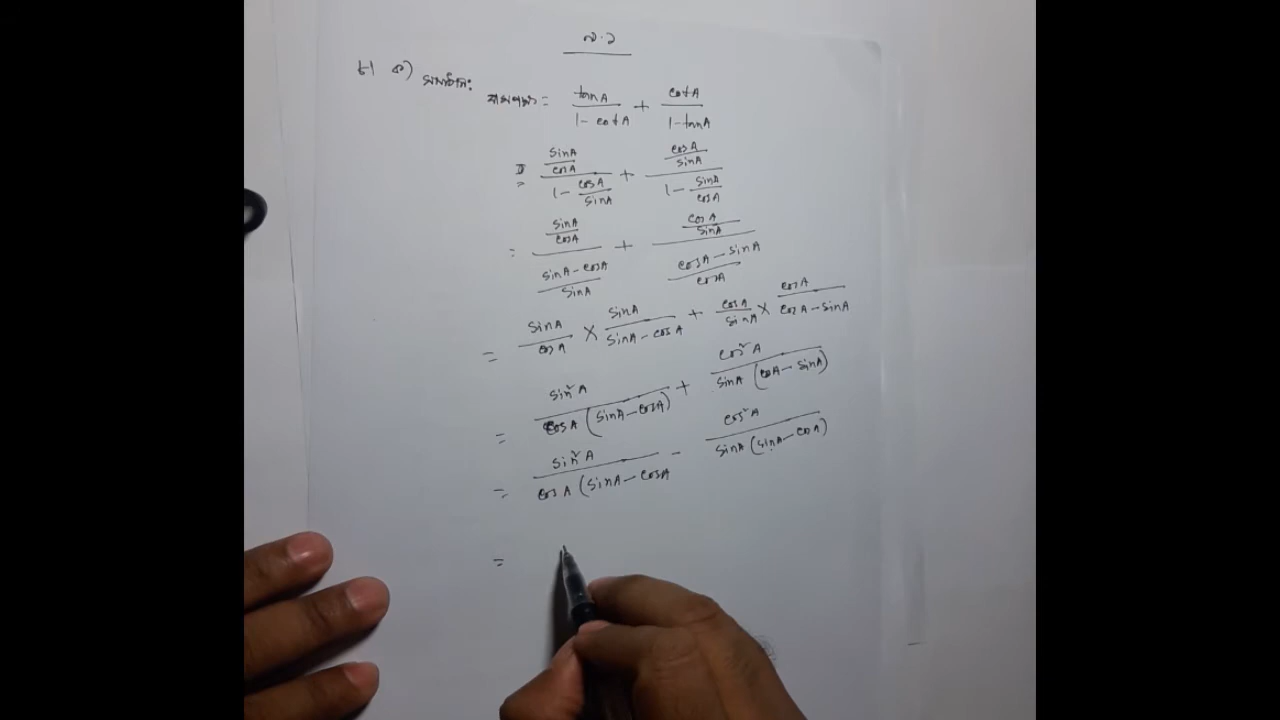 ৯.১
৮। ক) সমাধান:
বামপক্ষ = tanA / (1 - cotA) + cotA / (1 - tanA)
= (sinA/cosA) / (1 - cosA/sinA) + (cosA/sinA) / (1 - sinA/cosA)
= (sinA/cosA) / ((sinA - cosA)/sinA) + (cosA/sinA) / ((cosA - sinA)/cosA)
= sinA/cosA × sinA/(sinA - cosA) + cosA/sinA × cosA/(cosA - sinA)
= sin²A / (cosA (sinA - cosA)) + cos²A / (sinA (cosA - sinA))
= sin²A / (cosA (sinA - cosA - cos²A / (sinA (sinA - cosA))
=